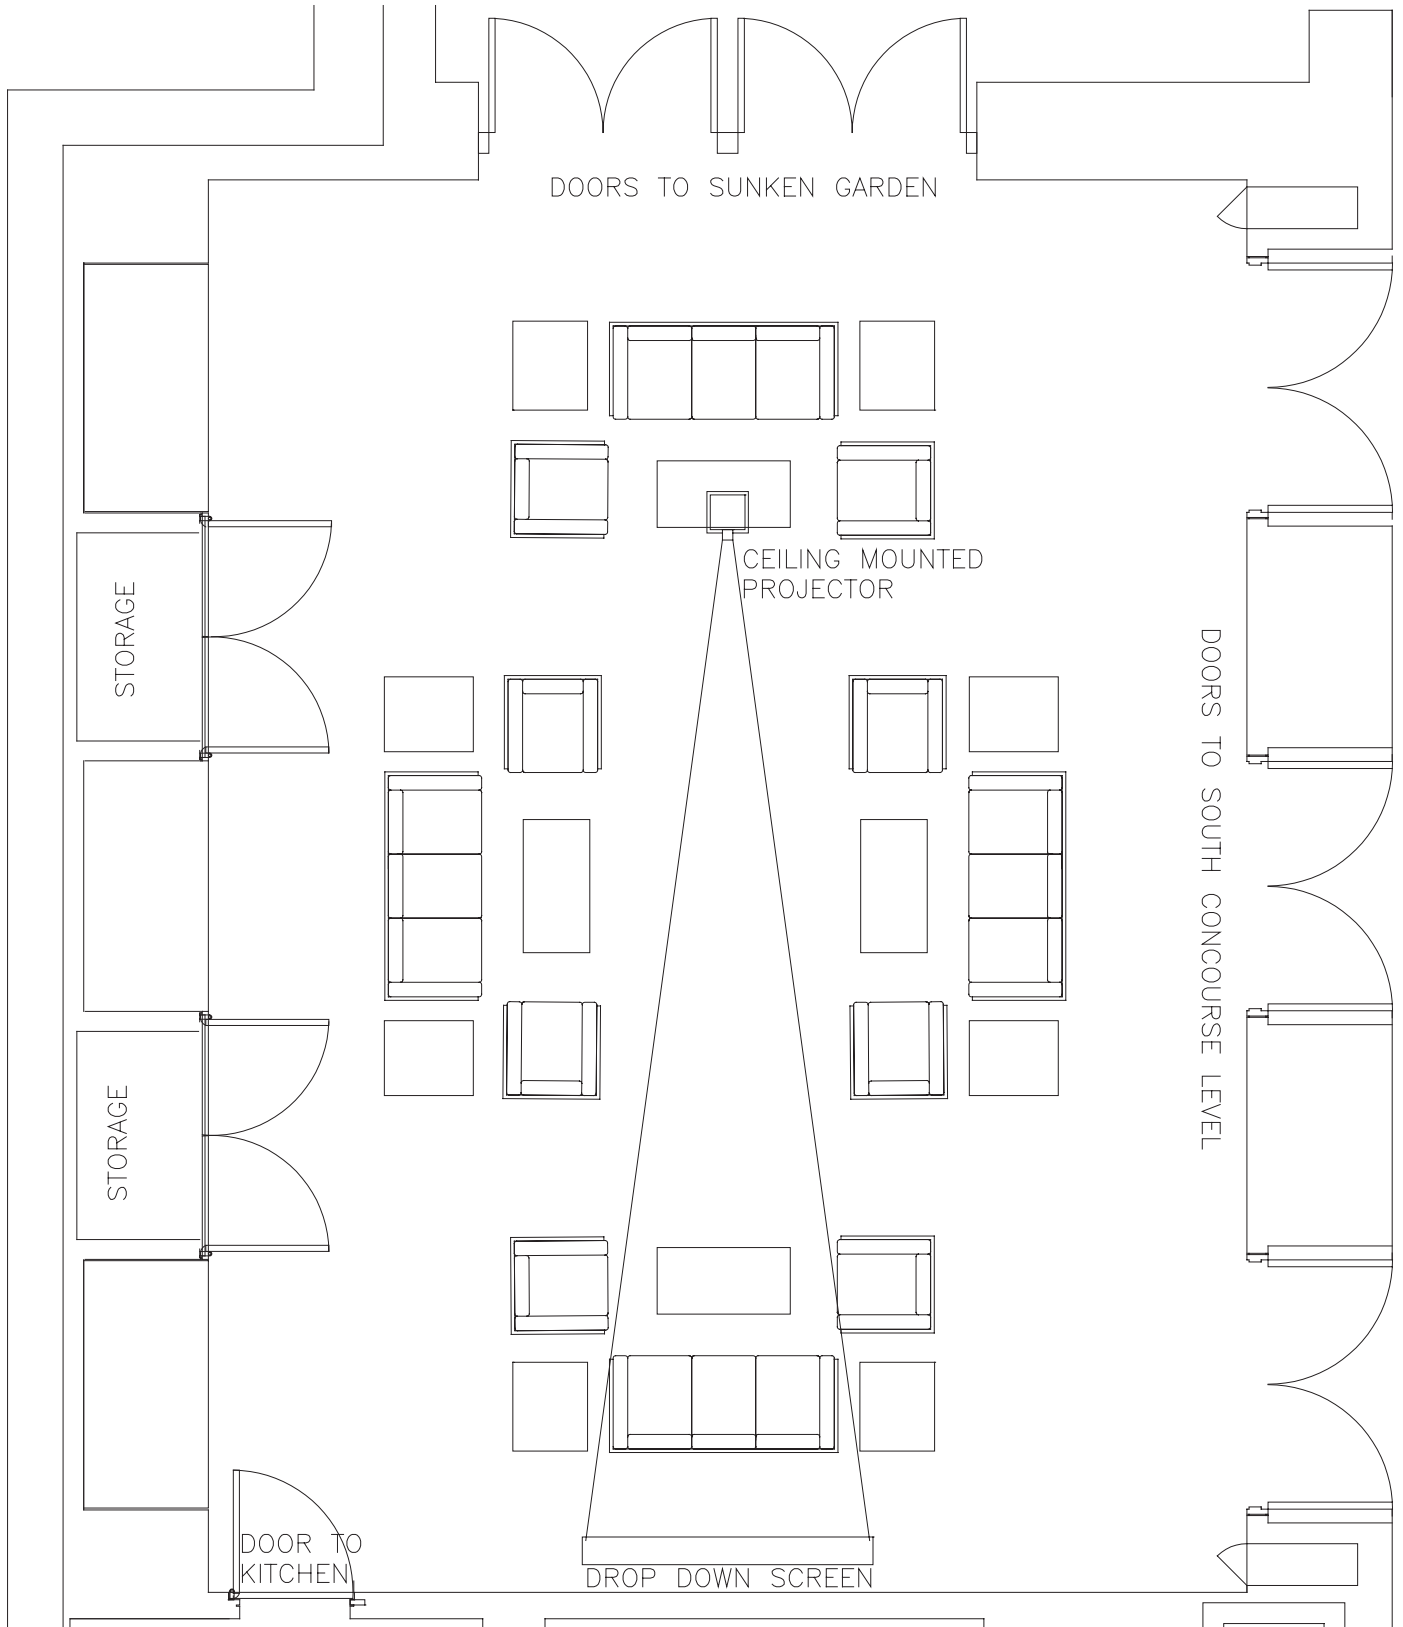 DOORS TO SUNKEN GARDEN
CEILING MOUNTED
PROJECTOR
STORAGE
DOORS TO SOUTH CONCOURSE LEVEL
STORAGE
DOOR TO
KITCHEN
DROP DOWN SCREEN